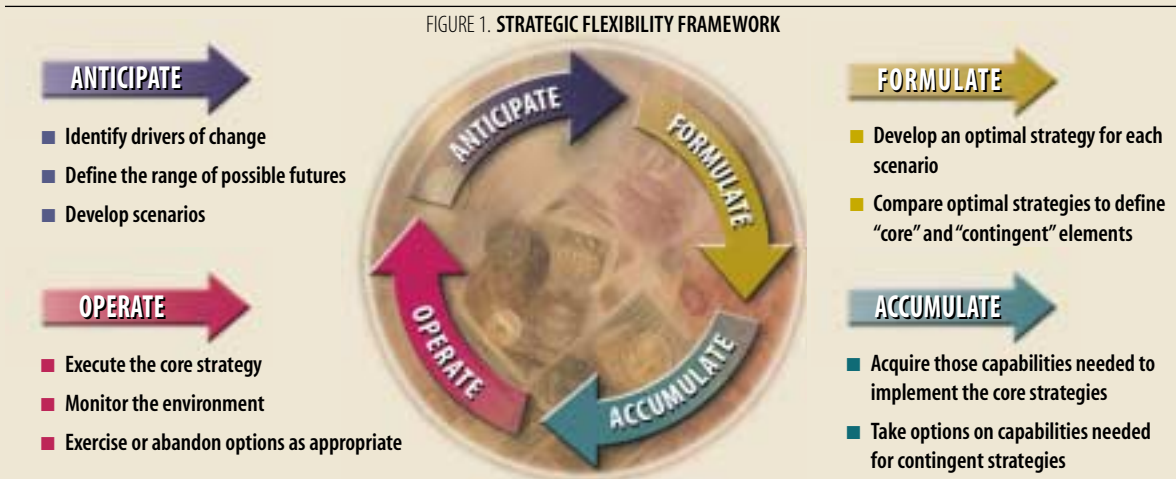 FIGURE 1. STRATEGIC FLEXIBILITY FRAMEWORK
ANTICIPATE
■ Identify drivers of change
■ Define the range of possible futures
■ Develop scenarios
OPERATE
■ Execute the core strategy
■ Monitor the environment
■ Exercise or abandon options as appropriate
ANTICIPATE
FORMULATE
ACCUMULATE
OPERATE
FORMULATE
■ Develop an optimal strategy for each
scenario
■ Compare optimal strategies to define
“core” and “contingent” elements
ACCUMULATE
■ Acquire those capabilities needed to
implement the core strategies
■ Take options on capabilities needed
for contingent strategies